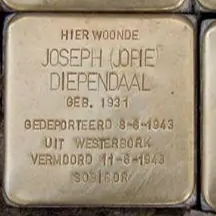 HIER WOONDE
JOSEPH (JOPIE)
DIEPENDAAL
GEB. 1931
GEDEPORTEERD 8-6-1943
UIT WESTERBORK
VERMOORD 11-6-1943
SOBIBOR